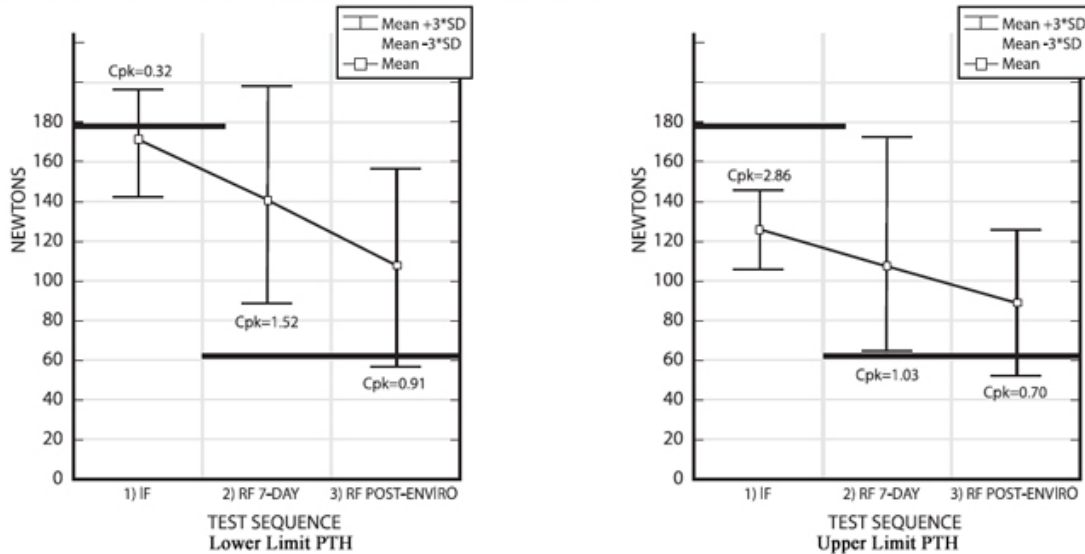 Mean +3*SD
Mean -3*SD
Mean
Cpk=0.32
180
160
140
120
100
80
60
40
20
0
NEWTONS
Cpk=1.52
Cpk=0.91
1) IF
2) RF 7-DAY
3) RF POST-ENVIRO
TEST SEQUENCE
Lower Limit PTH
Mean +3*SD
Mean -3*SD
Mean
180
160
140
120
100
80
60
40
20
0
NEWTONS
Cpk=2.86
Cpk=1.03
Cpk=0.70
1) IF
2) RF 7-DAY
3) RF POST-ENVIRO
TEST SEQUENCE
Upper Limit PTH